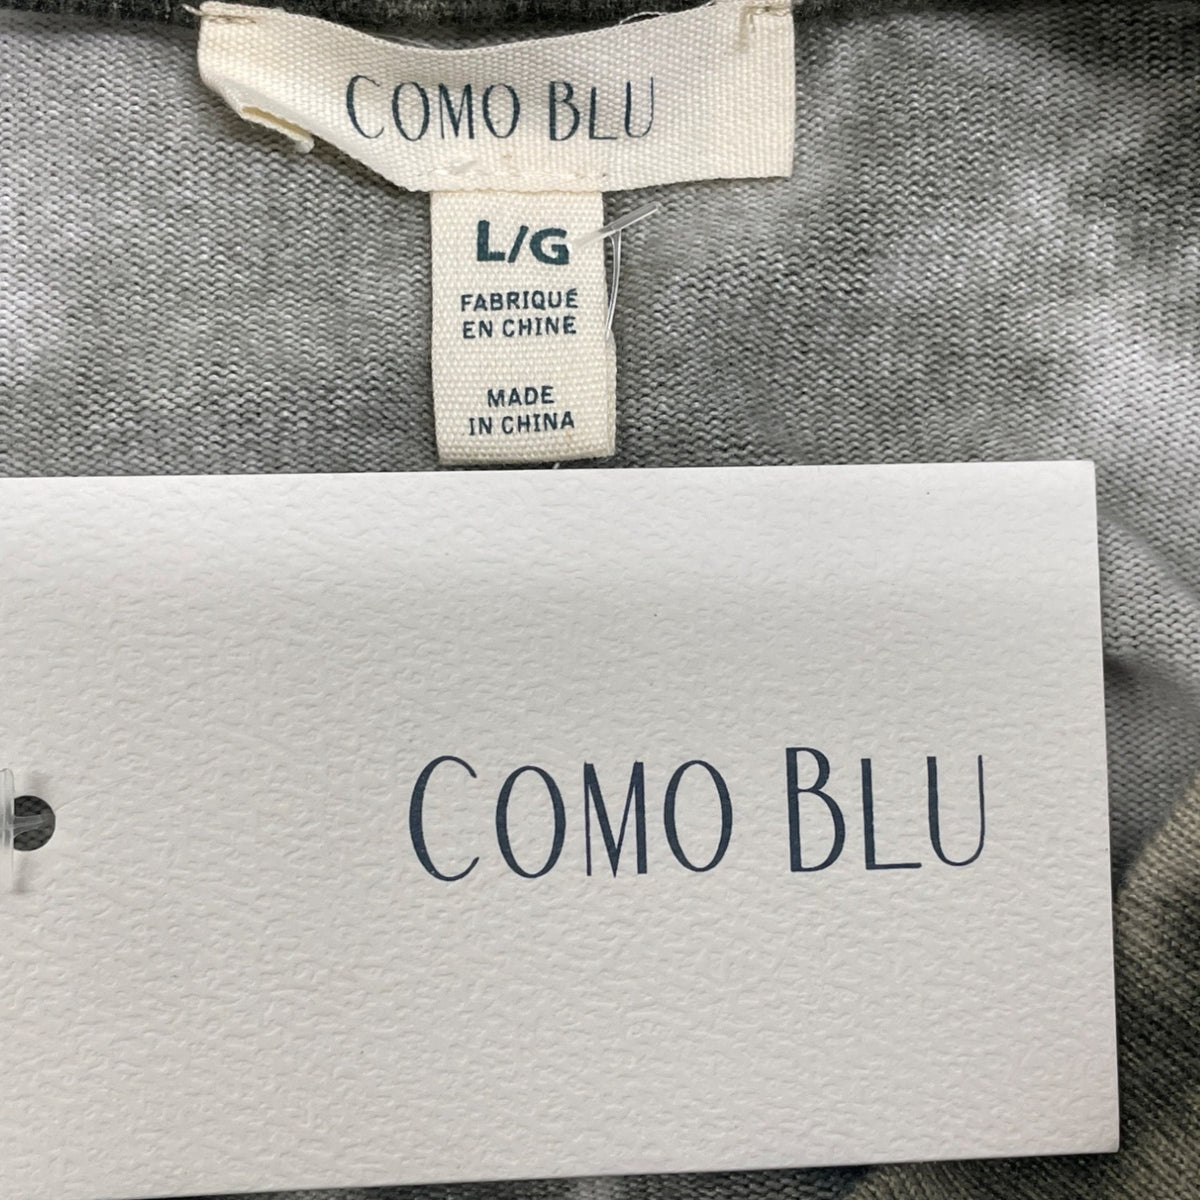 COMO BLU
L/G
FABRIQUÉ
EN CHINE
MADE
IN CHINA
COMO BLU